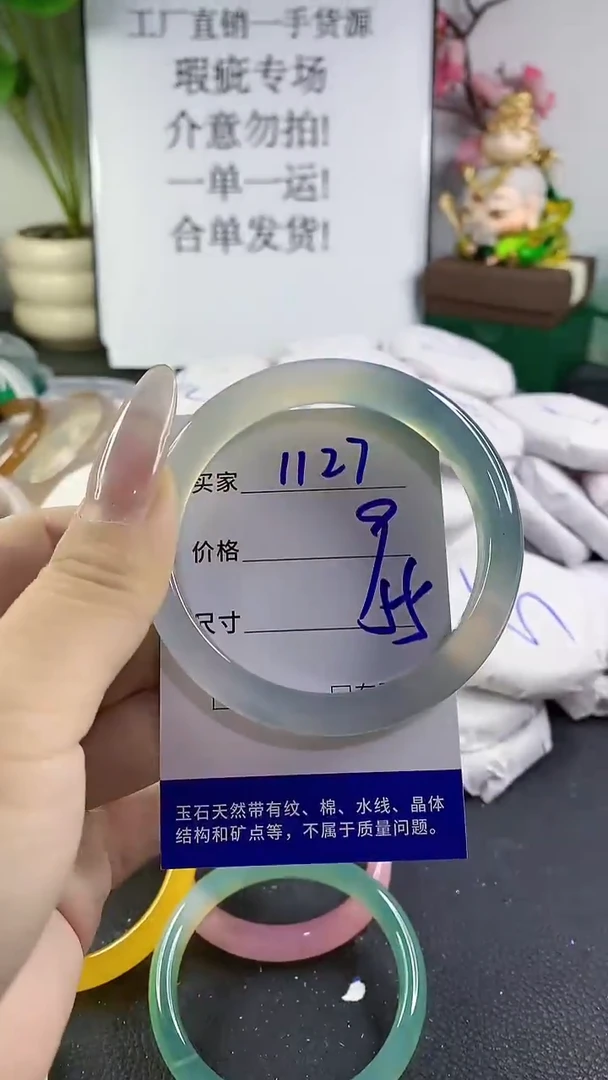 工厂直销一手货源
瑕疵专场
介意勿拍!
一单一运!
合单发货!
买家 1127
价格
尺寸
玉石天然带有纹、棉、水线、晶体
结构和矿点等，不属于质量问题。